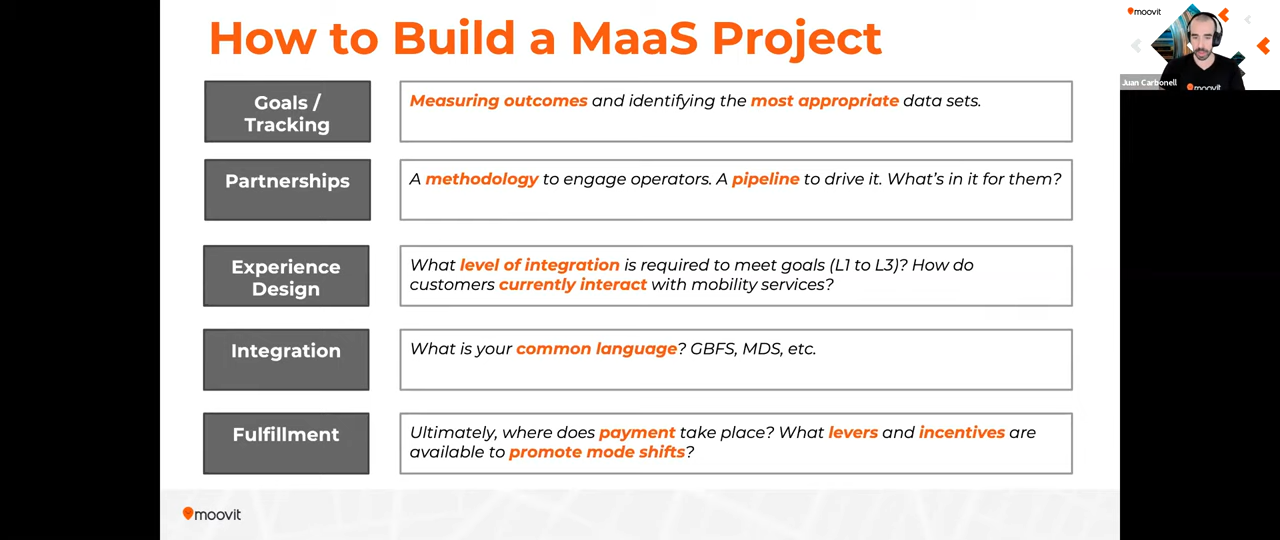 How to Build a MaaS Project
moovit
Juan Carbonell
moovit
Goals /
Tracking
Measuring outcomes and identifying the most appropriate data sets.
Partnerships
A methodology to engage operators. A pipeline to drive it. What's in it for them?
Experience
Design
What level of integration is required to meet goals (L1 to L3)? How do
customers currently interact with mobility services?
Integration
What is your common language? GBFS, MDS, etc.
Fulfillment
Ultimately, where does payment take place? What levers and incentives are
available to promote mode shifts?
moovit